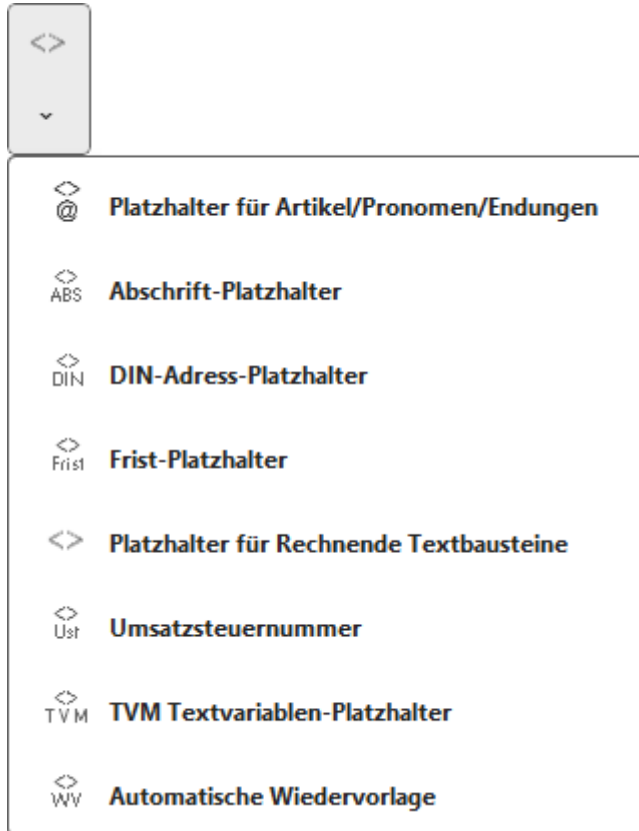 <>
<>
@ Platzhalter für Artikel/Pronomen/Endungen
<>
ABS Abschrift-Platzhalter
<>
DIN DIN-Adress-Platzhalter
<>
Frist Frist-Platzhalter
<> Platzhalter für Rechnende Textbausteine
<>
Ust Umsatzsteuernummer
<>
TVM TVM Textvariablen-Platzhalter
<>
WV Automatische Wiedervorlage